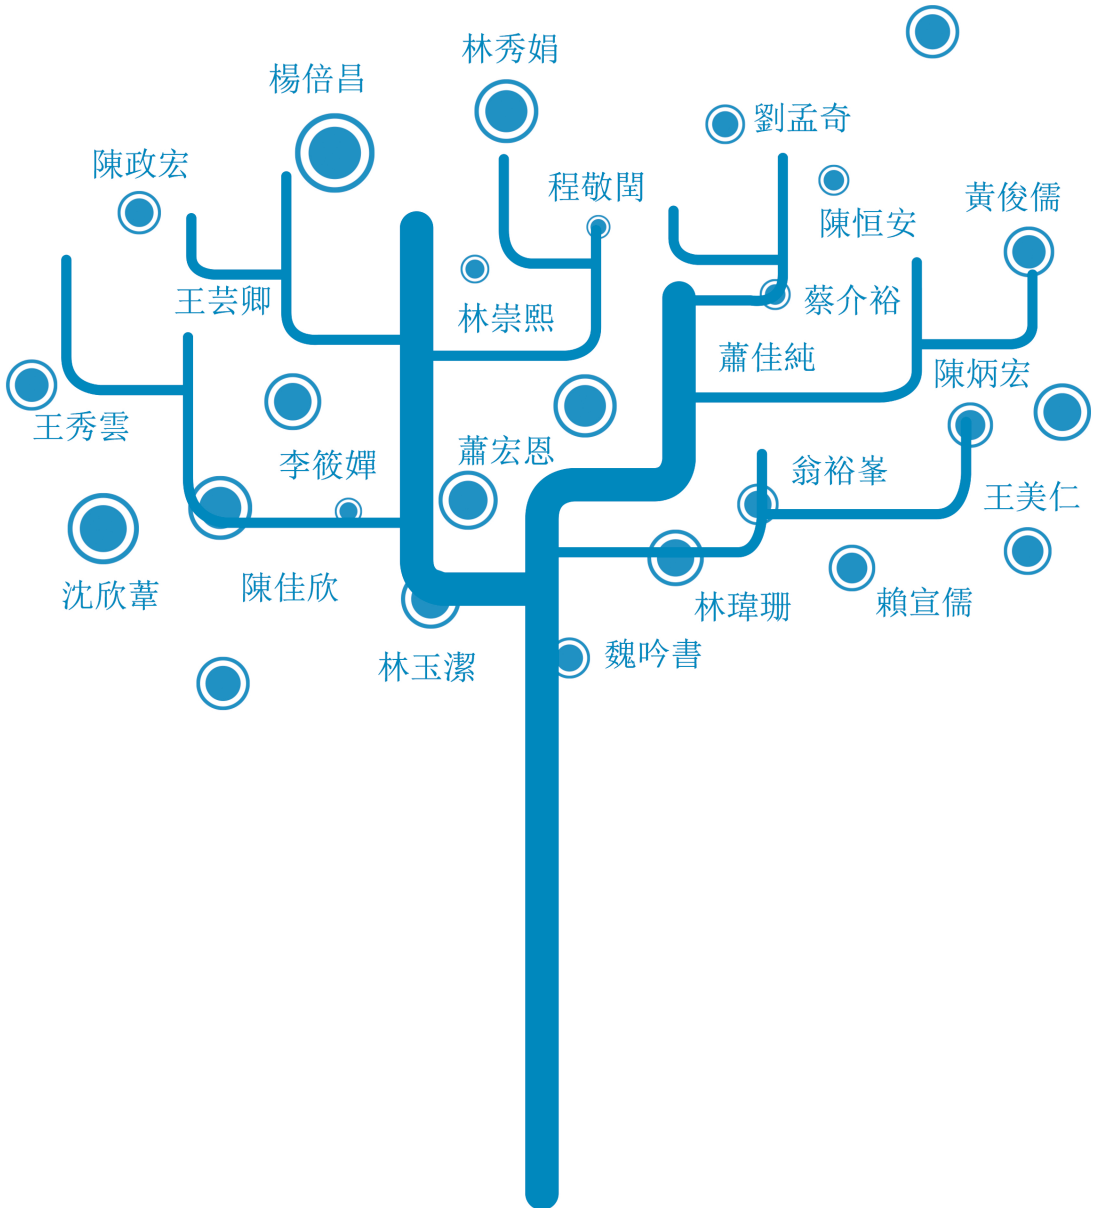 林秀娟
楊倍昌
劉孟奇
陳政宏
程敬閏
黃俊儒
陳恒安
王芸卿
蔡介裕
林崇熙
蕭佳純
陳炳宏
王秀雲
蕭宏恩
李筱嬋
翁裕峯
王美仁
陳佳欣
沈欣葦
賴宣儒
林瑋珊
魏吟書
林玉潔